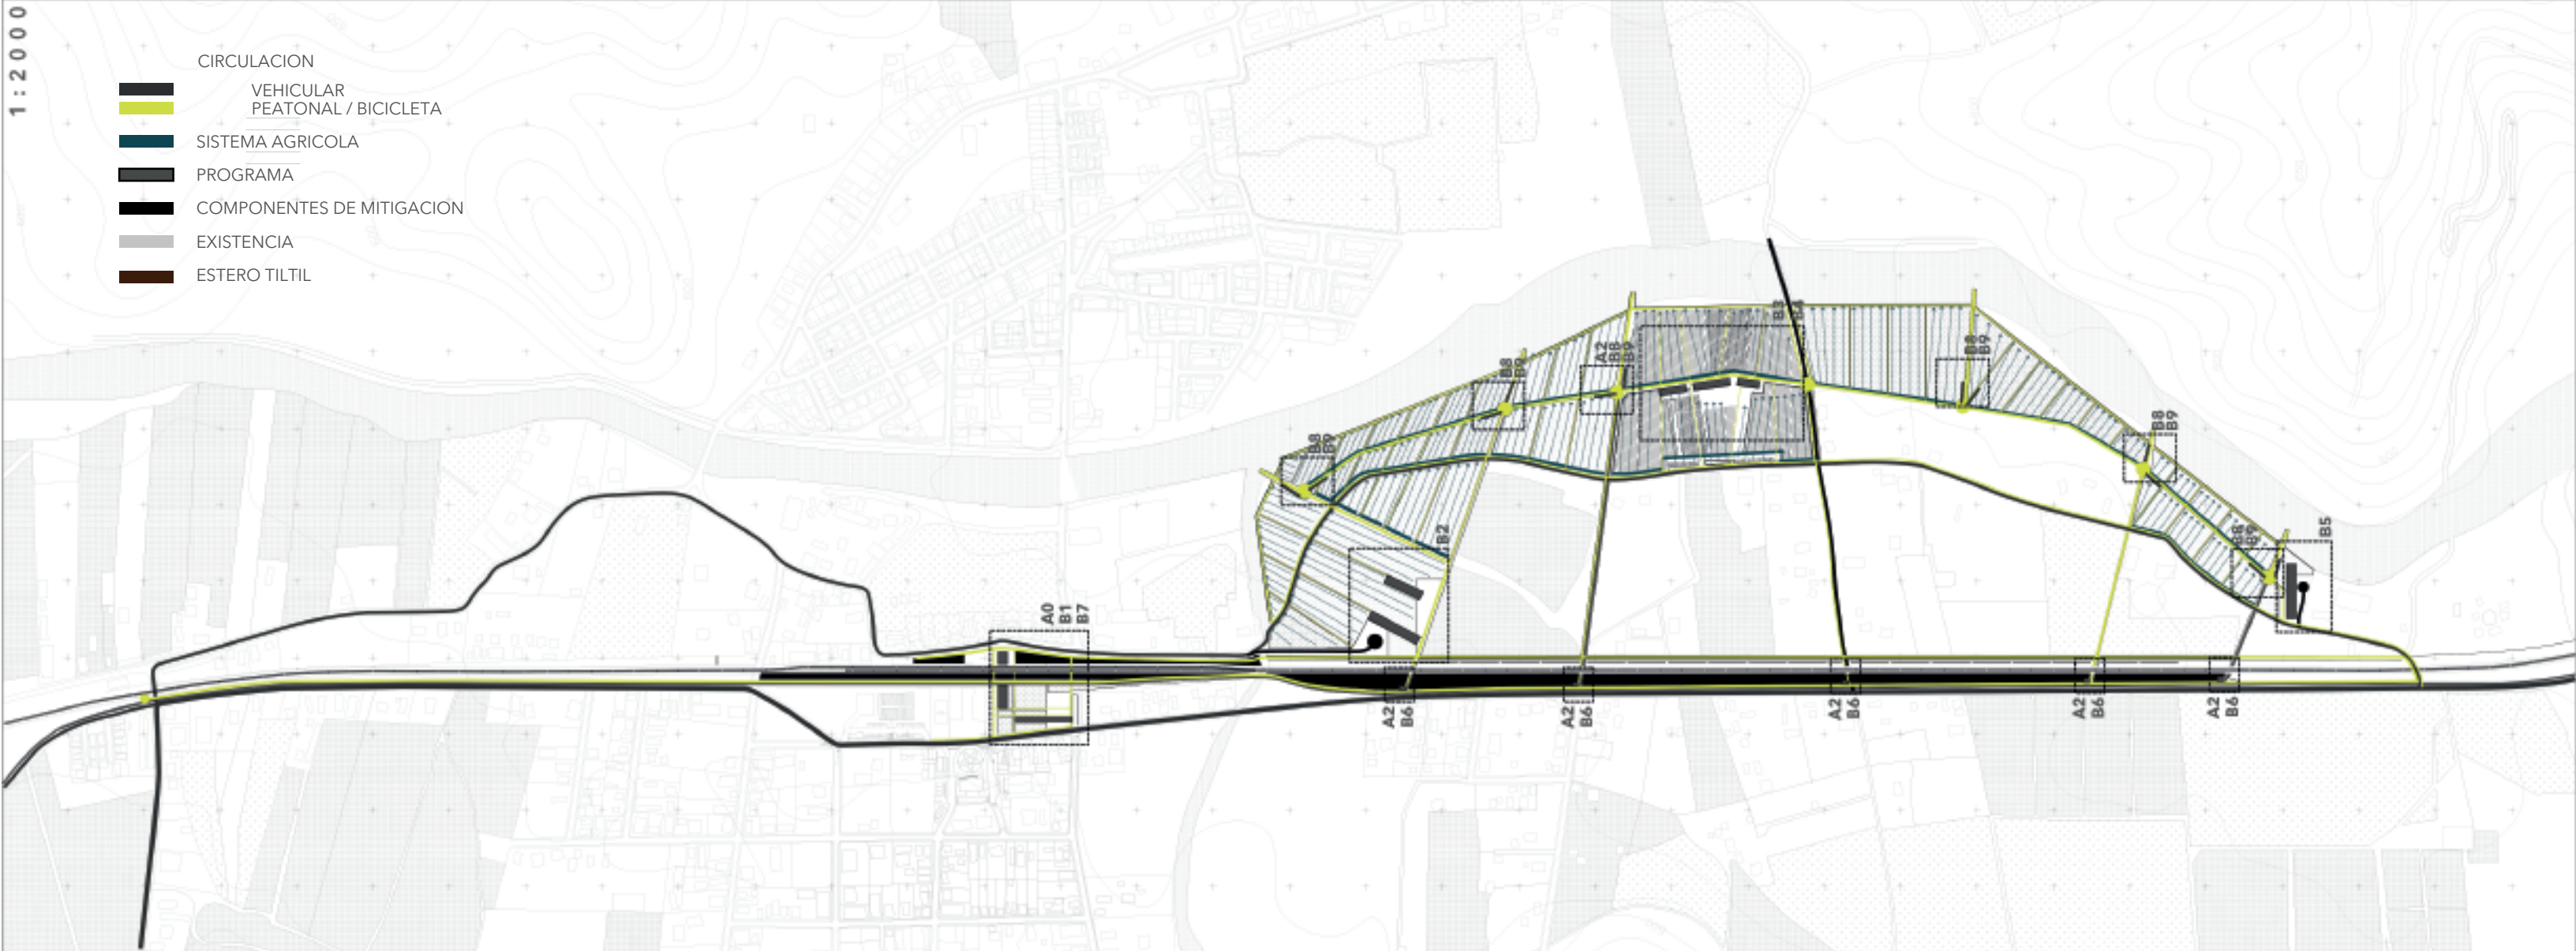 1:2000
CIRCULACION
VEHICULAR
PEATONAL / BICICLETA
SISTEMA AGRICOLA
PROGRAMA
COMPONENTES DE MITIGACION
EXISTENCIA
ESTERO TILTIL
B3
B4
A2
B8
B9
B8
B9
B8
B9
B8
B9
B8
B9
B8
B9
B5
B2
A0
B1
B7
A2
B6
A2
B6
A2
B6
A2
B6
A2
B6